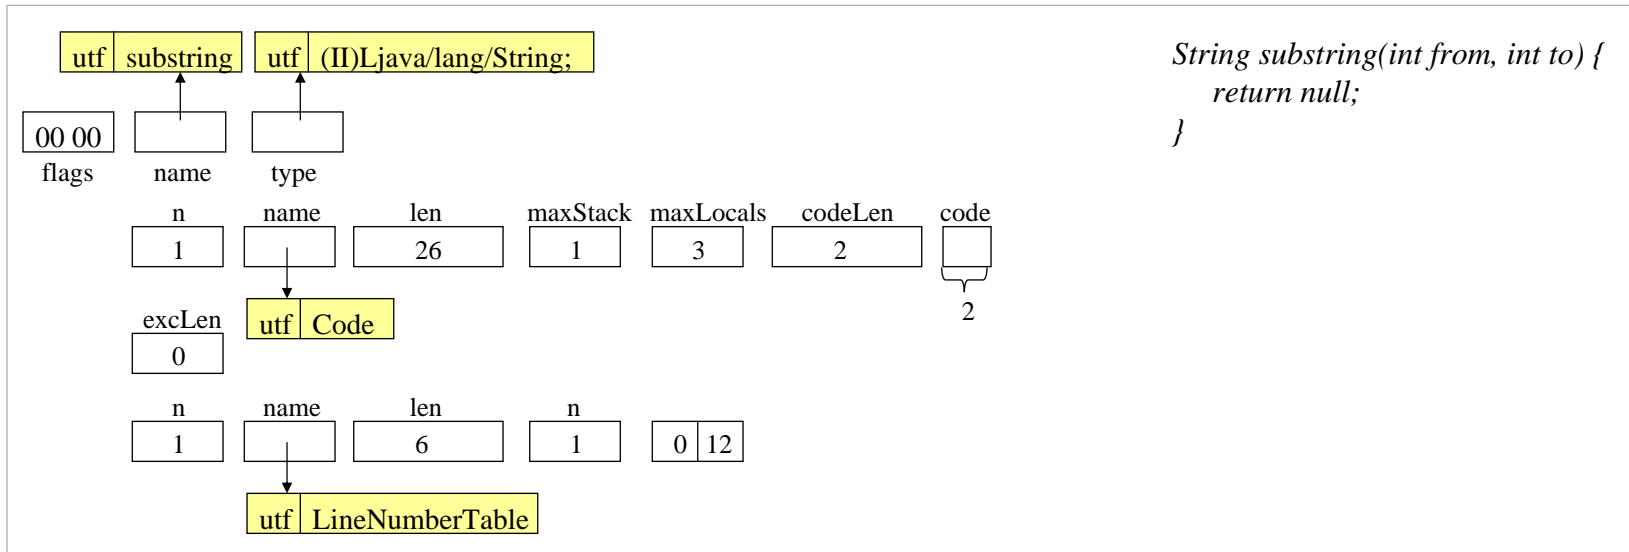 utf substring utf (II)Ljava/lang/String;
String substring(int from, int to) {
return null;
}
00 00
flags name type
n name len maxStack maxLocals codeLen code
1 26 1 3 2
2
excLen utf Code
0
n name len n
1 6 1 0 12
utf LineNumberTable